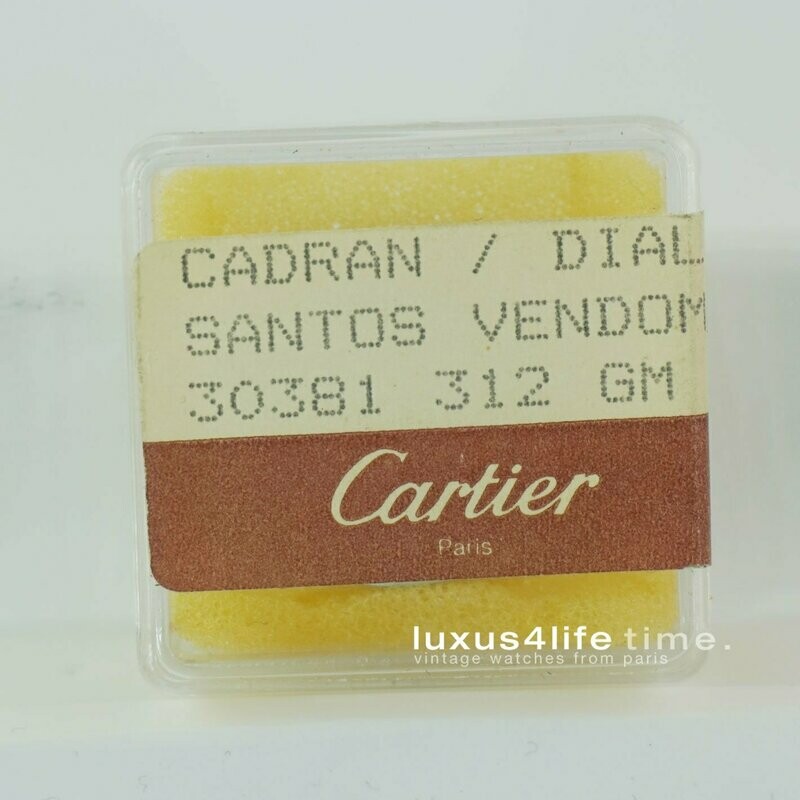 CADRAN / DIAL
SANTOS VENDOM
30381 312 GM
Cartier
Paris
luxus4life time.
vintage watches from paris